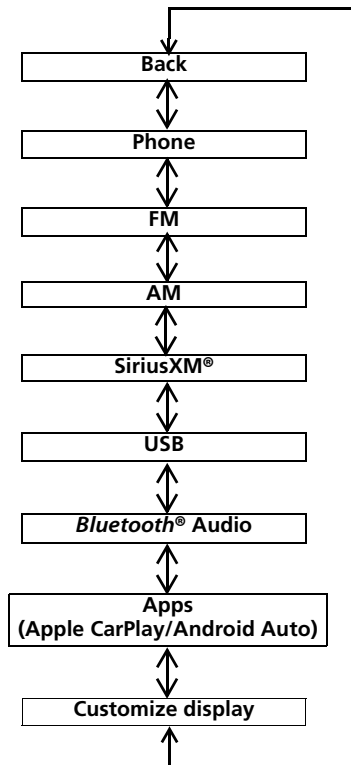 Back
Phone
FM
AM
SiriusXM®
USB
Bluetooth® Audio
Apps
(Apple CarPlay/Android Auto)
Customize display